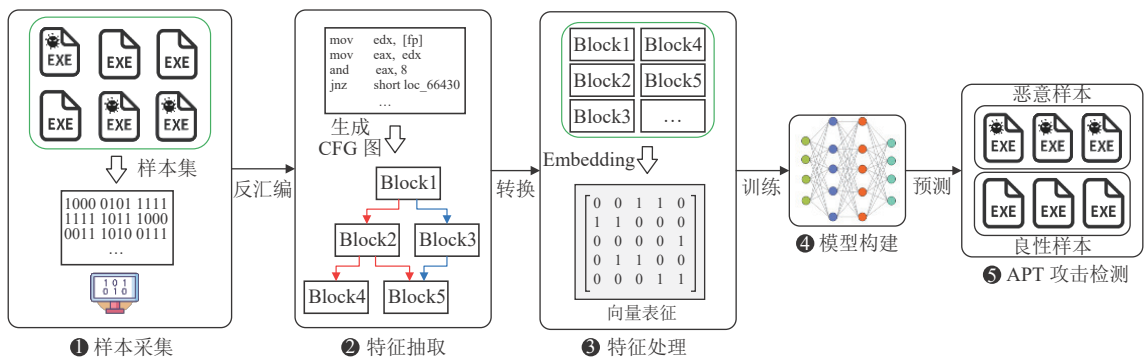 EXE
EXE
EXE
EXE
EXE
EXE
样本集
1000 0101 1111
1111 1011 1000
0011 1010 0111
…
1 0 1
0 1 0
❶ 样本采集
反汇编
mov edx, [fp]
mov eax, edx
and eax, 8
jnz short loc_66430
…
生成
CFG 图
Block1
Block2 Block3
Block4 Block5
❷ 特征抽取
转换
Block1 Block4
Block2 Block5
Block3 …
Embedding
0 0 1 1 0
1 1 0 0 0
0 0 0 0 1
0 1 1 0 0
0 0 0 1 1
向量表征
❸ 特征处理
训练
❹ 模型构建
预测
恶意样本
EXE EXE EXE
EXE EXE EXE
良性样本
❺ APT 攻击检测